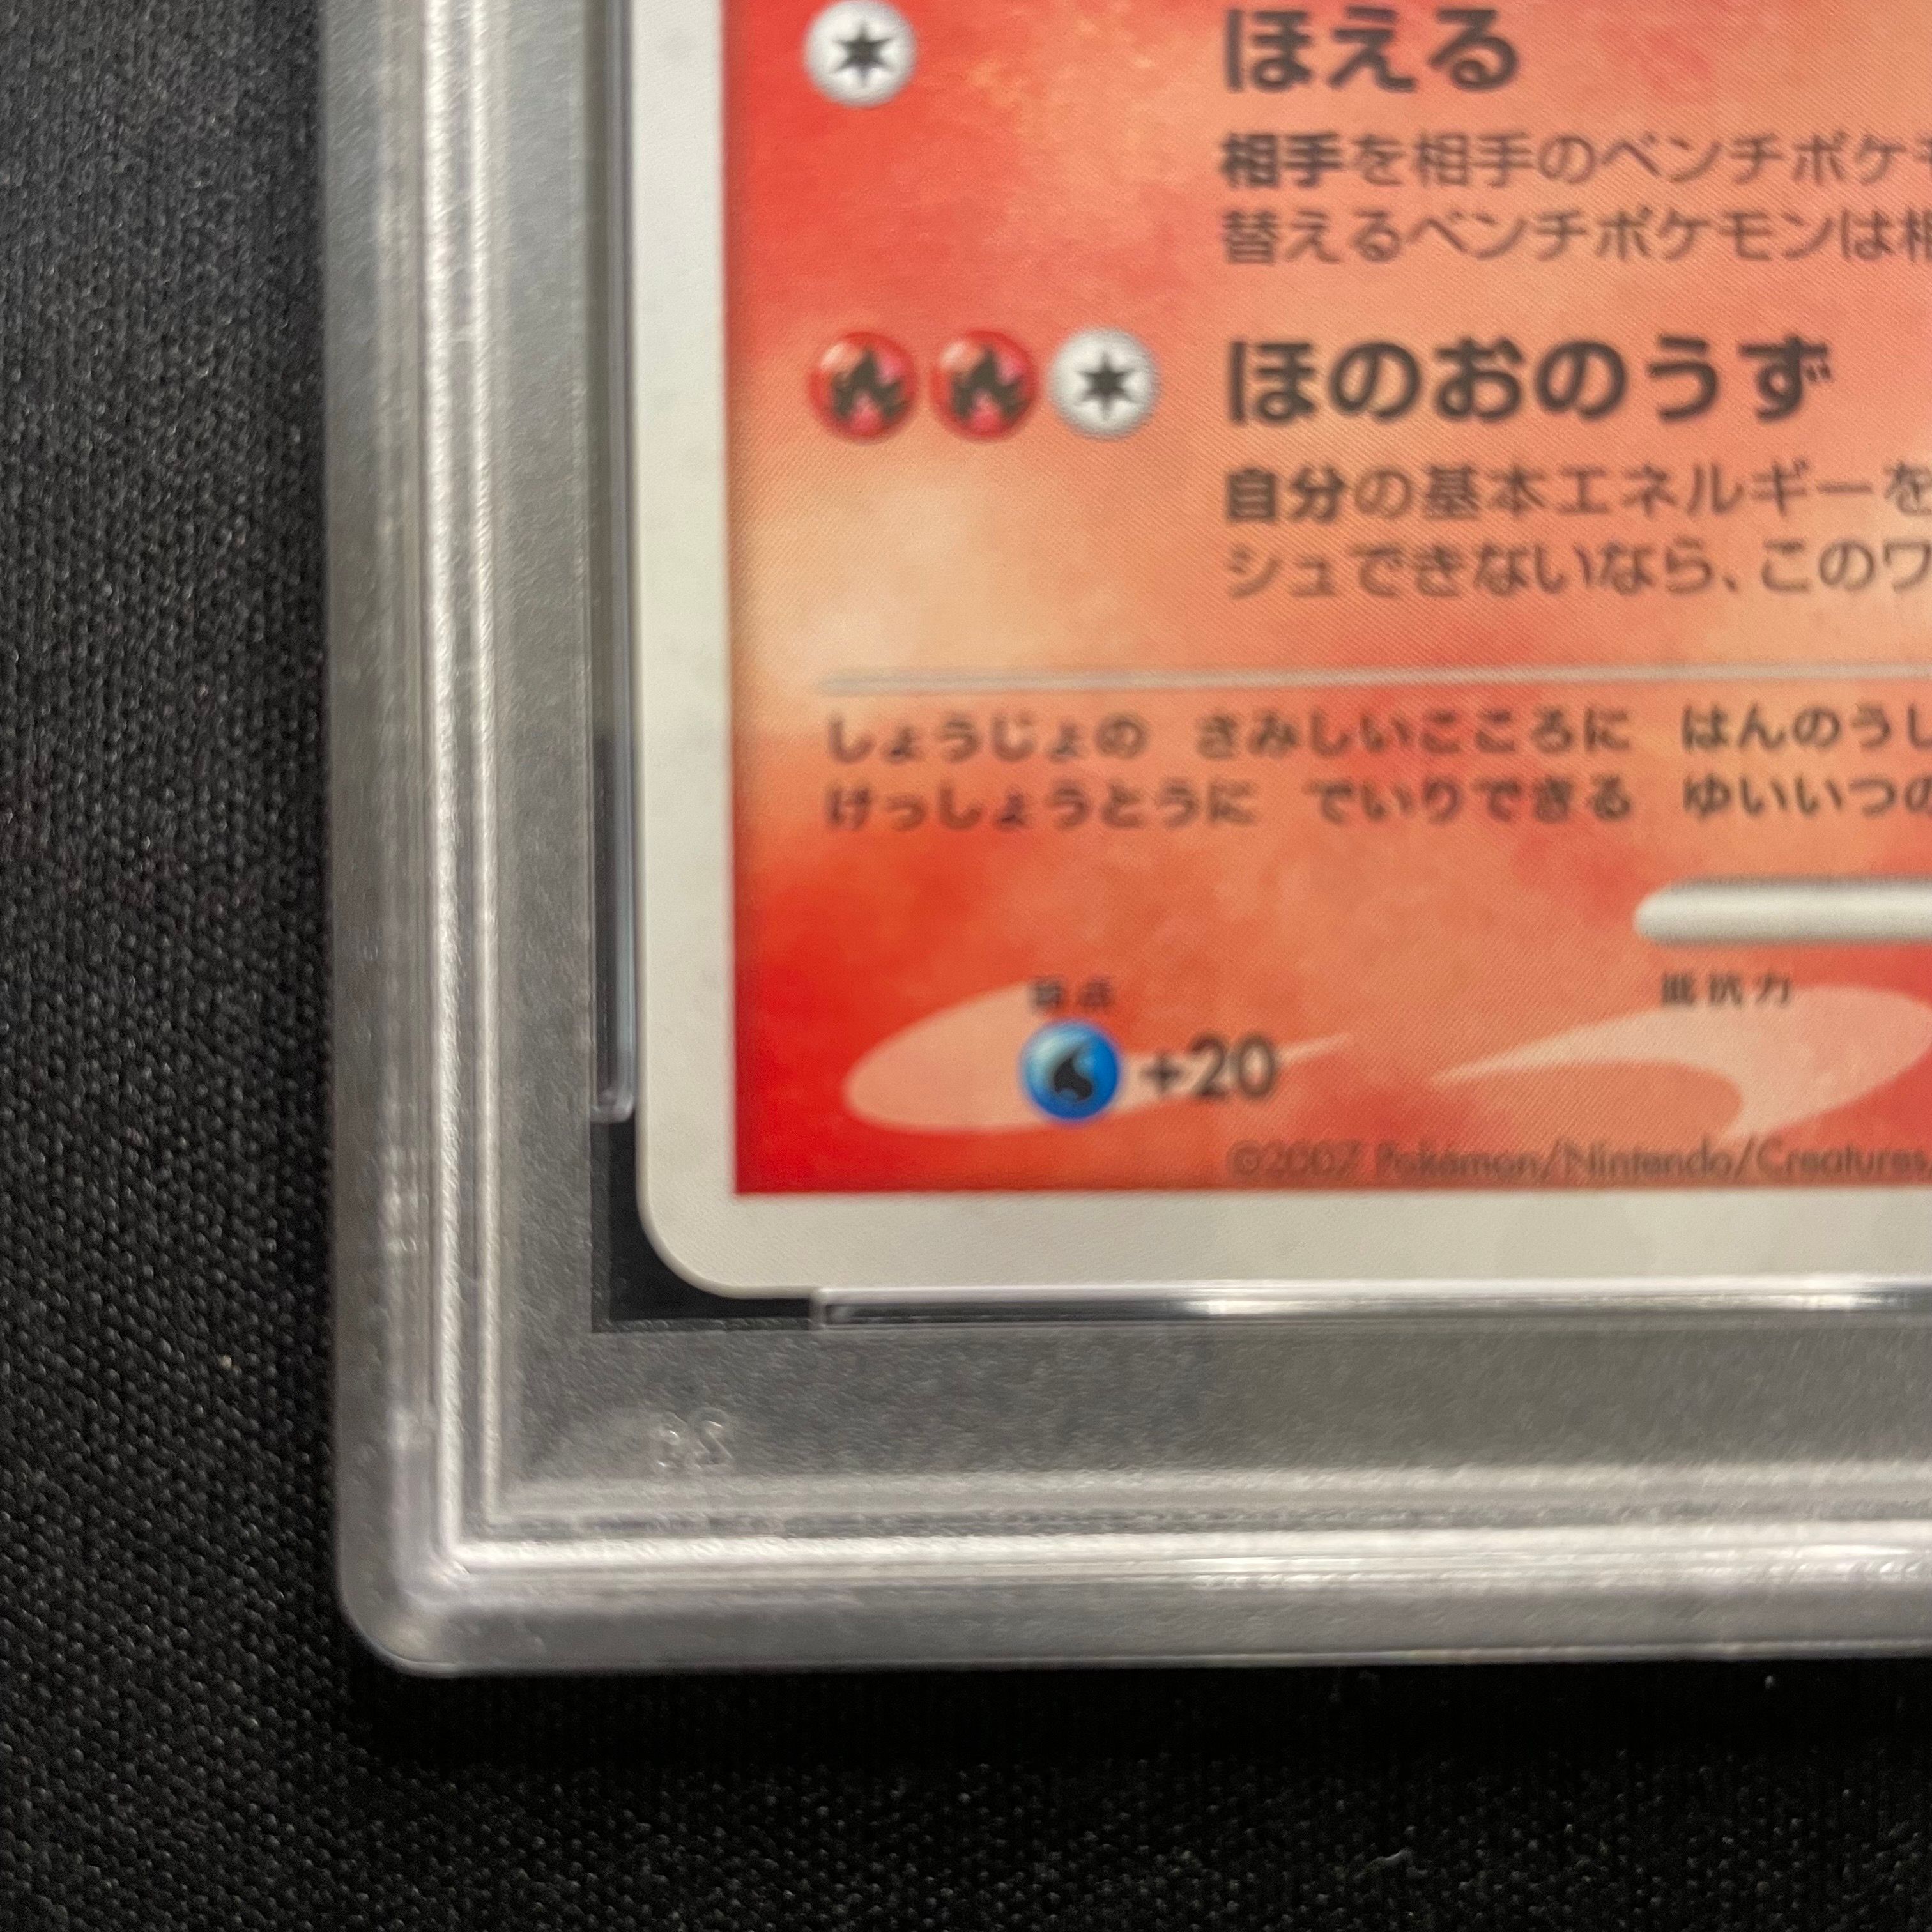 ほえる
相手を相手のベンチポケモ
替えるベンチポケモンは相
ほのおのうず
自分の基本エネルギーを
シュできないなら、このワ
しょうじょの さみしいこころに はんのうし
けっしょうとうに でいりできる ゆいいつの
弱点
抵抗力
+20
©2007 Pokémon/Nintendo/Creatures